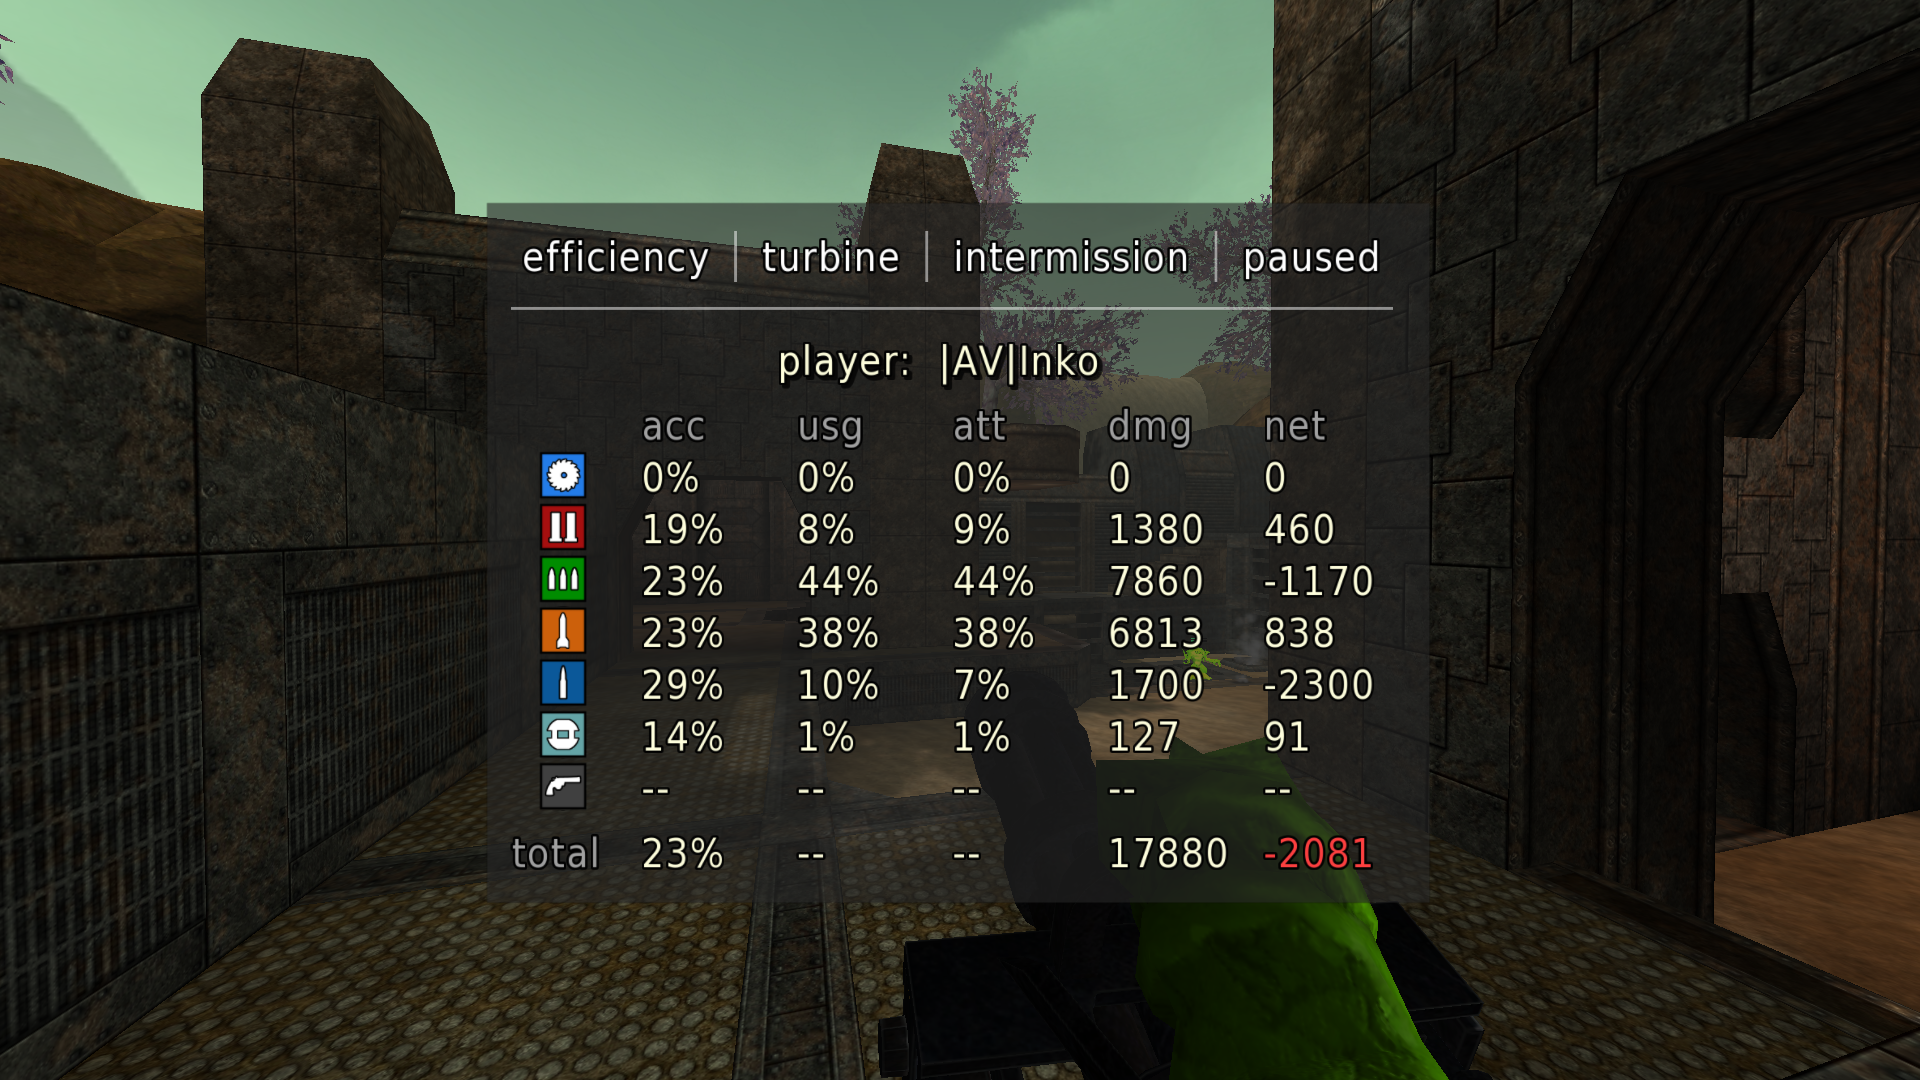 efficiency | turbine | intermission | paused
player: |AV|Inko
acc usg att dmg net
0% 0% 0% 0 0
19% 8% 9% 1380 460
23% 44% 44% 7860 -1170
23% 38% 38% 6813 838
29% 10% 7% 1700 -2300
14% 1% 1% 127 91
-- -- -- -- --
total 23% -- -- 17880 -2081